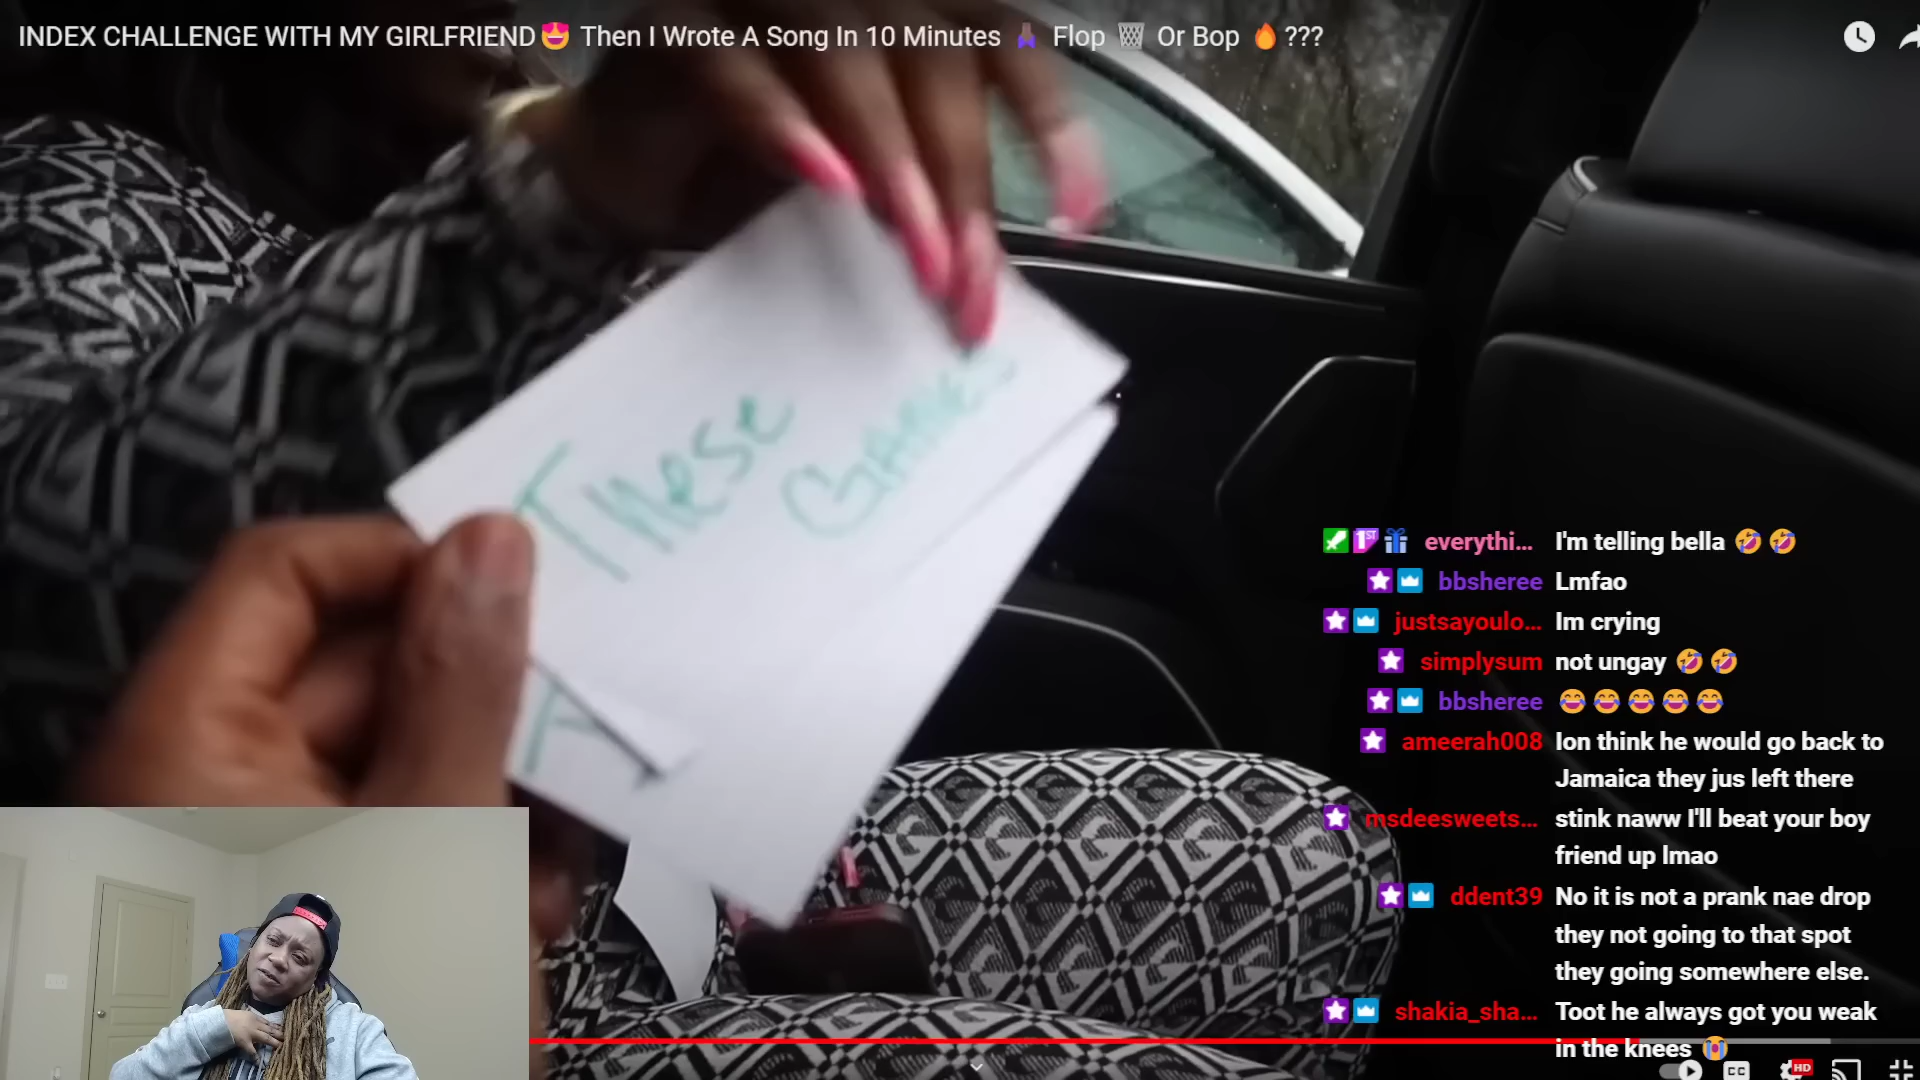 INDEX CHALLENGE WITH MY GIRLFRIEND😍 Then I Wrote A Song In 10 Minutes 👢 Flop 🗑️ Or Bop 🔥 ???
These
Games
A
everythi... I'm telling bella 🤣 🤣
bbsheree Lmfao
justsayoulo... Im crying
simplysum not ungay 🤣 🤣
bbsheree 😂 😂 😂 😂 😂
ameerah008 Ion think he would go back to
Jamaica they jus left there
msdeesweets... stink naww I'll beat your boy
friend up lmao
ddent39 No it is not a prank nae drop
they not going to that spot
they going somewhere else.
shakia_sha... Toot he always got you weak
in the knees 😭
CC HD